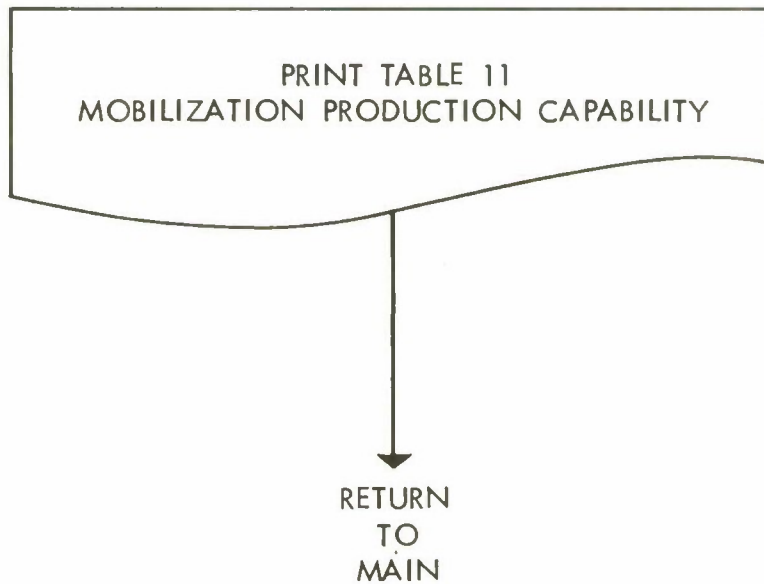 PRINT TABLE 11
MOBILIZATION PRODUCTION CAPABILITY
RETURN
TO
MAIN